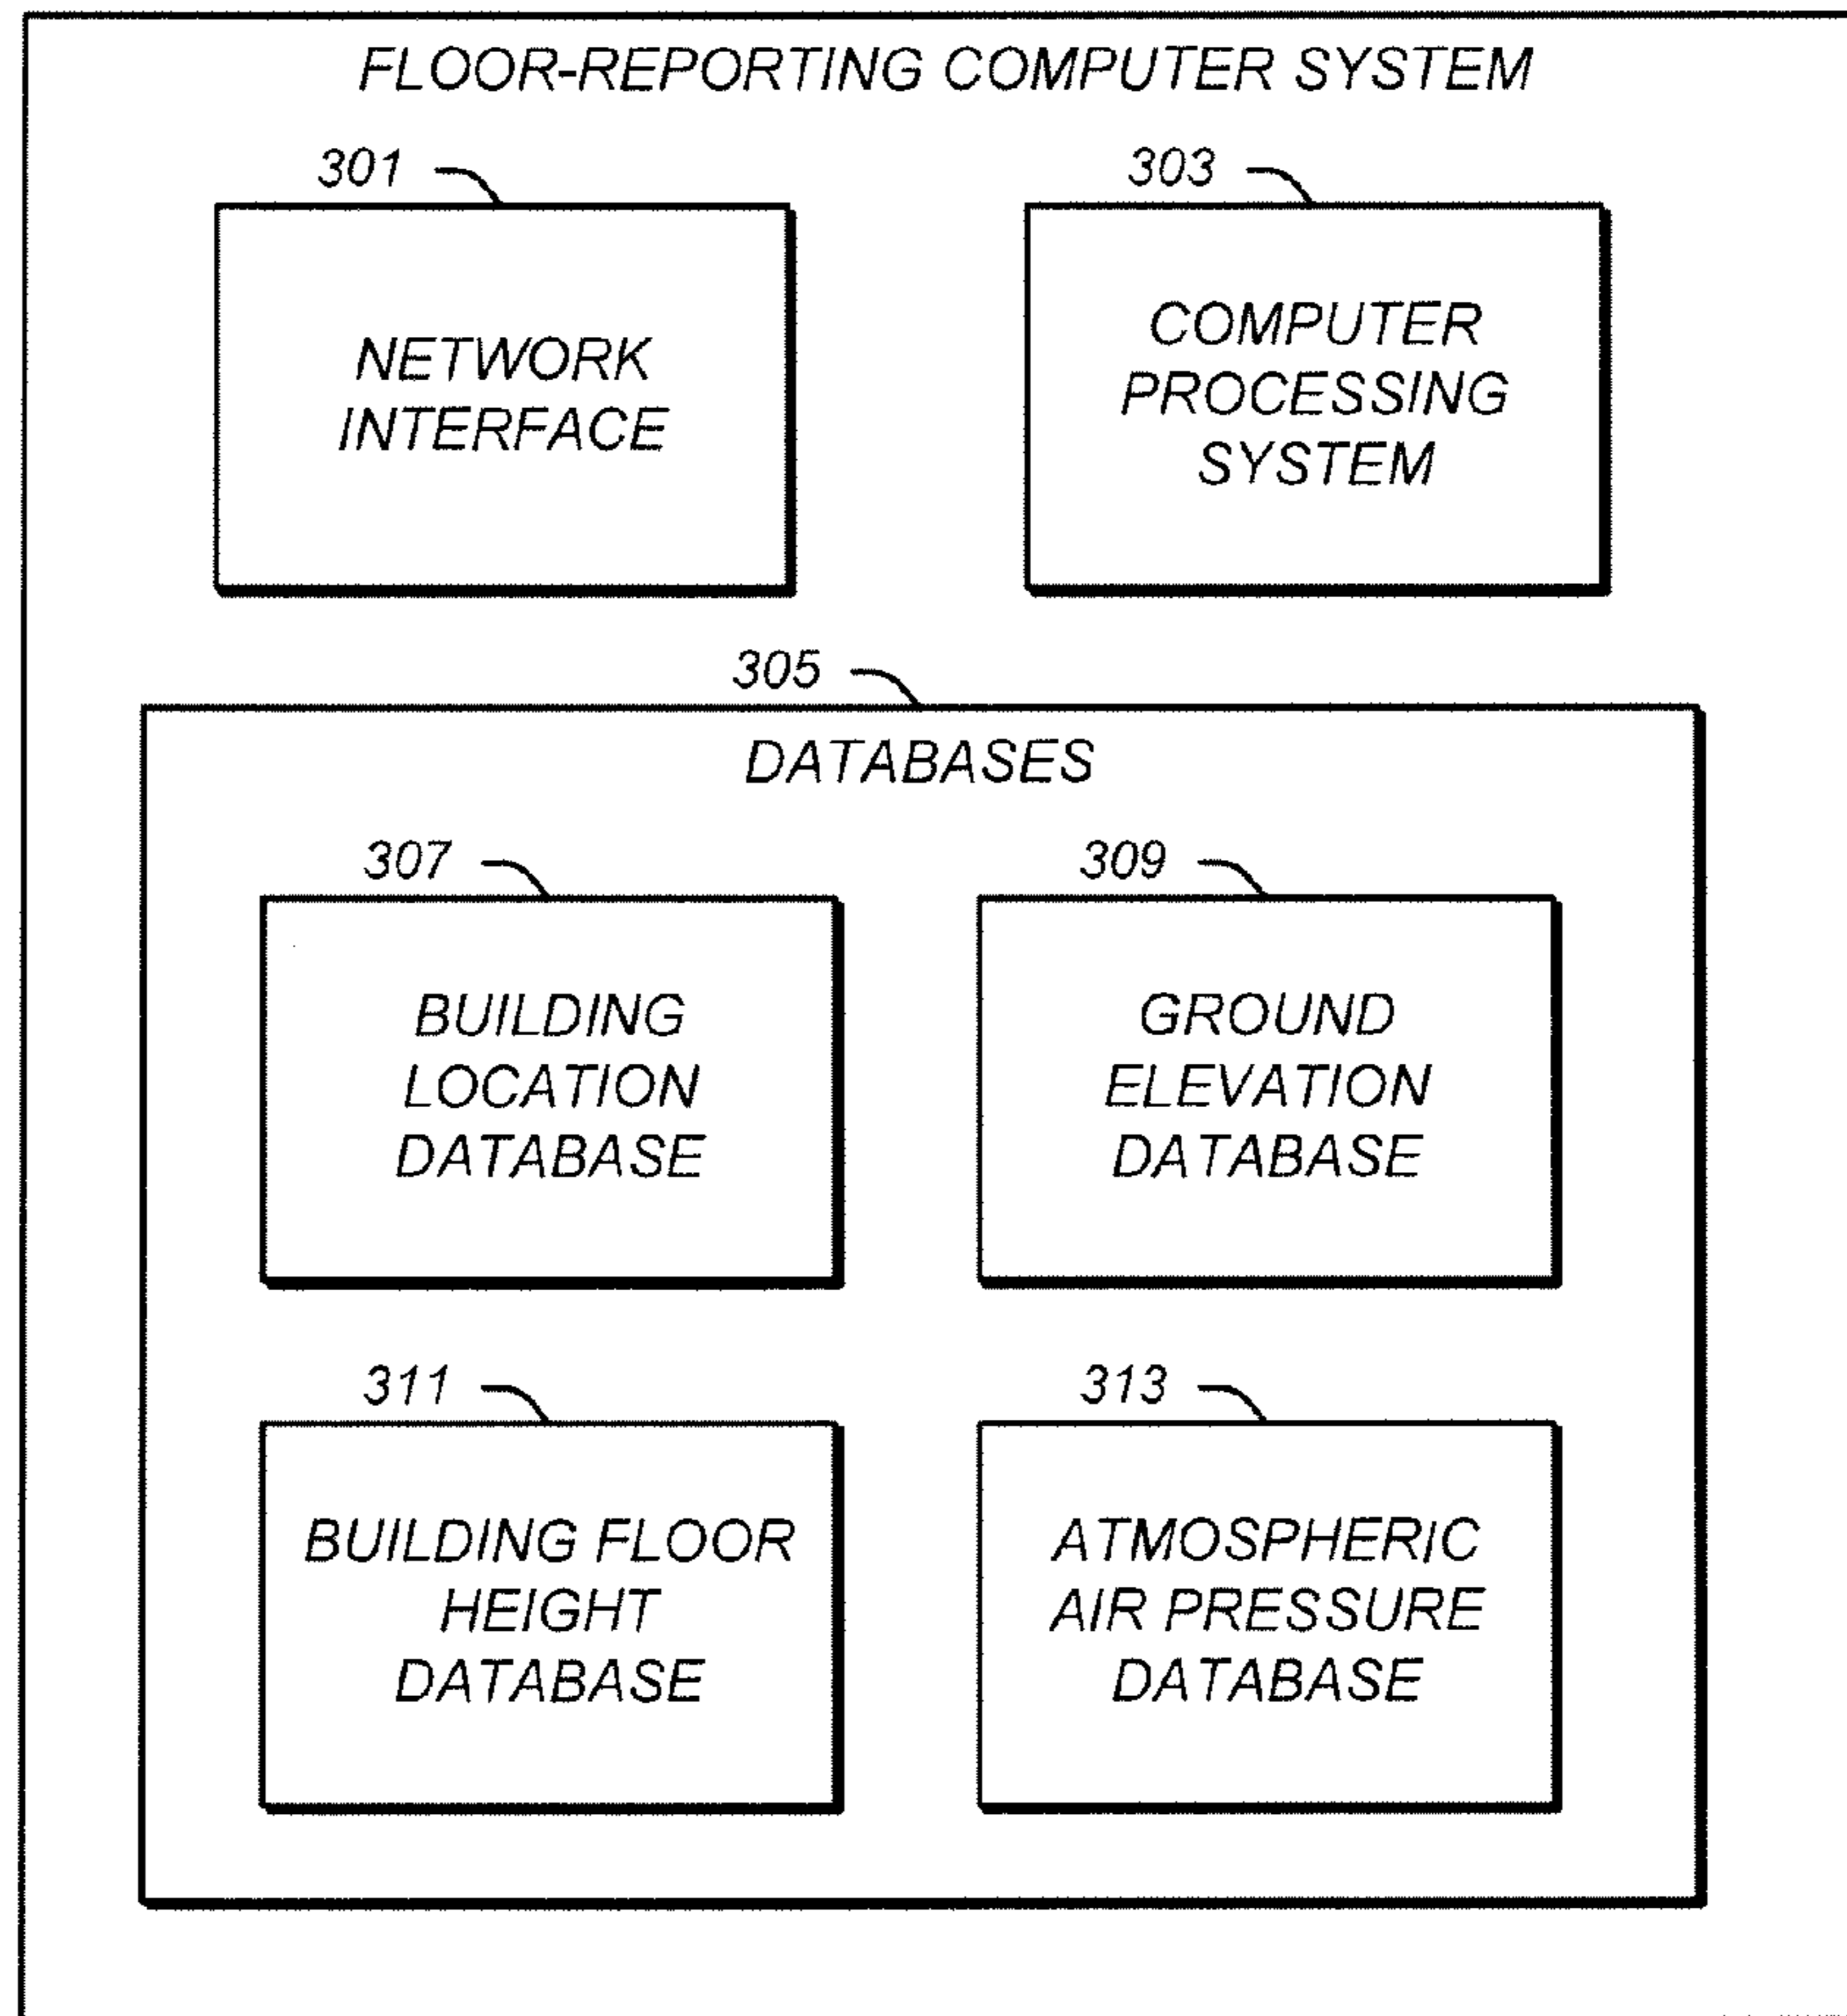 FLOOR-REPORTING COMPUTER SYSTEM
301
303
NETWORK
INTERFACE
COMPUTER
PROCESSING
SYSTEM
305
DATABASES
307
309
BUILDING
LOCATION
DATABASE
GROUND
ELEVATION
DATABASE
311
313
BUILDING FLOOR
HEIGHT
DATABASE
ATMOSPHERIC
AIR PRESSURE
DATABASE